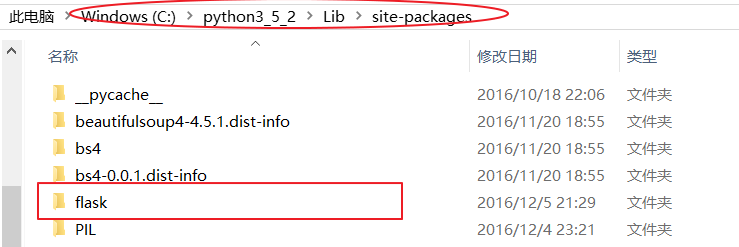 此电脑 > Windows (C:) > python3_5_2 > Lib > site-packages
名称 修改日期 类型
__pycache__ 2016/10/18 22:06 文件夹
beautifulsoup4-4.5.1.dist-info 2016/11/20 18:55 文件夹
bs4 2016/11/20 18:55 文件夹
bs4-0.0.1.dist-info 2016/11/20 18:55 文件夹
flask 2016/12/5 21:29 文件夹
PIL 2016/12/4 23:21 文件夹